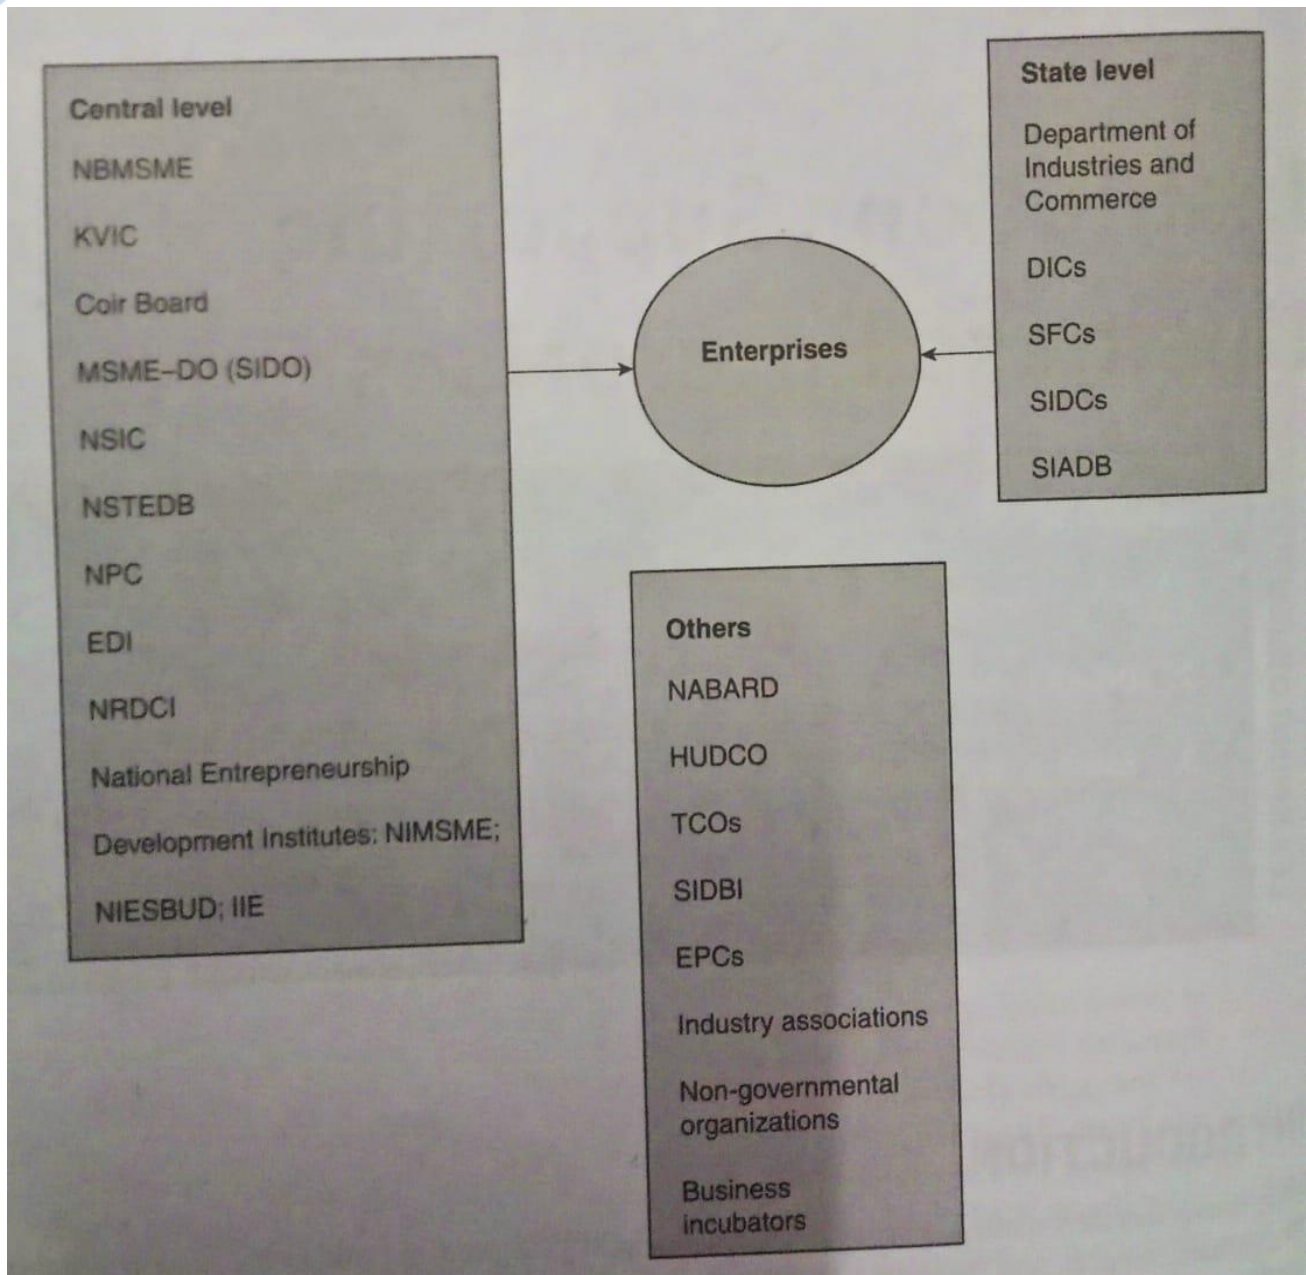 Central level
NBMSME
KVIC
Coir Board
MSME–DO (SIDO)
NSIC
NSTEDB
NPC
EDI
NRDCI
National Entrepreneurship
Development Institutes: NIMSME;
NIESBUD; IIE
Enterprises
State level
Department of
Industries and
Commerce
DICs
SFCs
SIDCs
SIADB
Others
NABARD
HUDCO
TCOs
SIDBI
EPCs
Industry associations
Non-governmental
organizations
Business
incubators